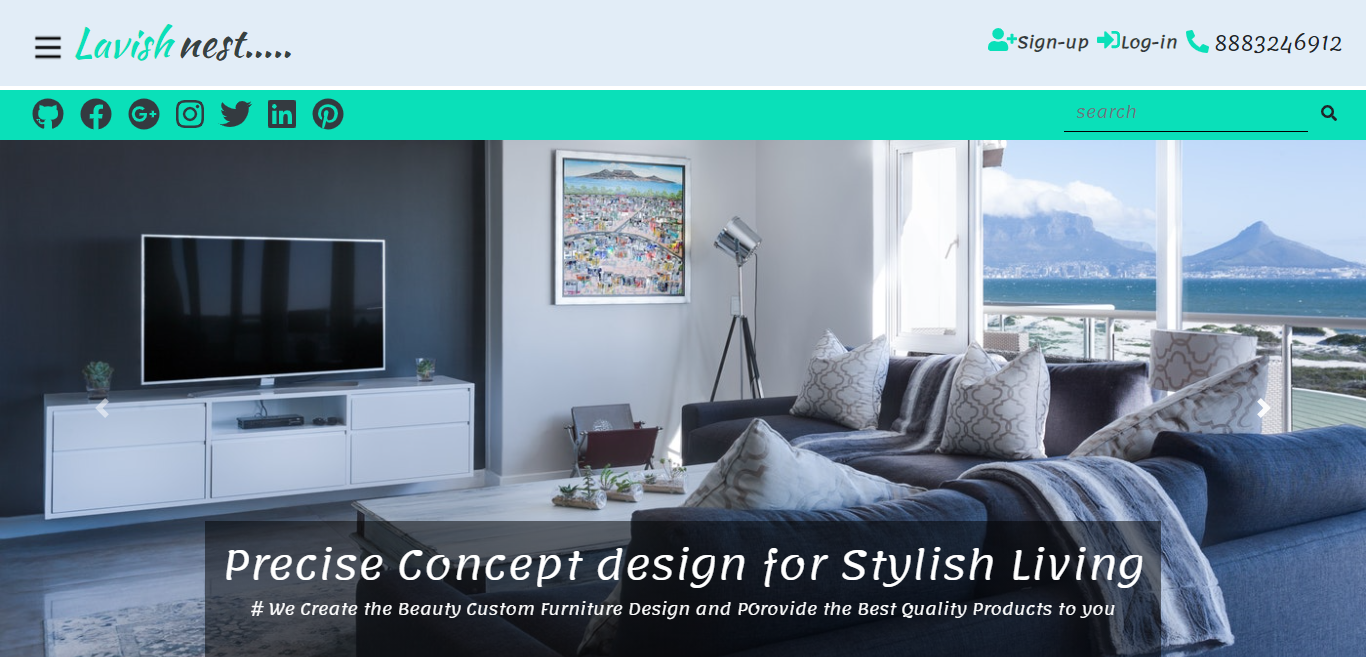 Lavish nest.....
Sign-up Log-in 8883246912
search
Precise Concept design for Stylish Living
# We Create the Beauty Custom Furniture Design and POrovide the Best Quality Products to you